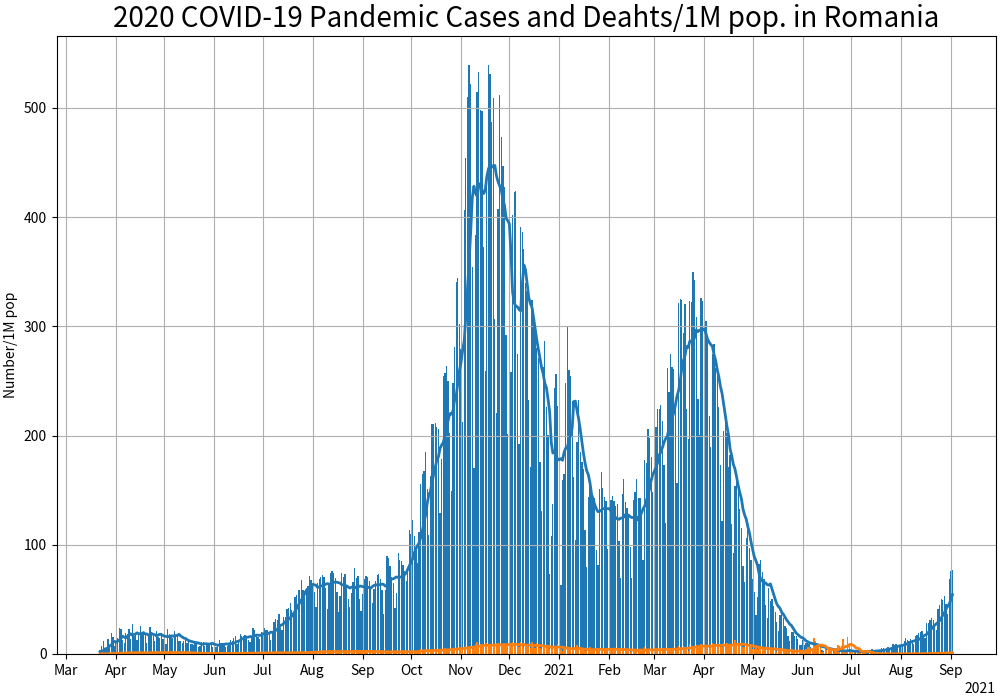 2020 COVID-19 Pandemic Cases and Deahts/1M pop. in Romania
Number/1M pop
500
400
300
200
100
0
Mar Apr May Jun Jul Aug Sep Oct Nov Dec 2021 Feb Mar Apr May Jun Jul Aug Sep
2021